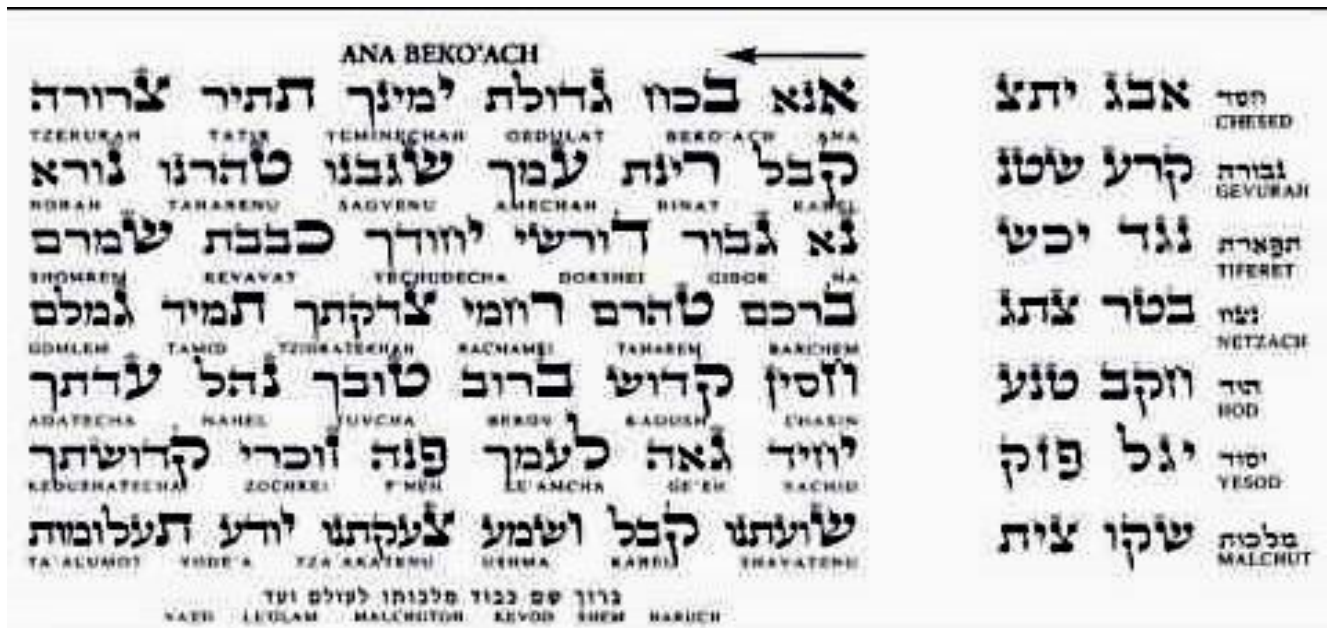 ANA BEKO'ACH
אנא בכח גדולת ימינך תתיר צרורה
TZERURAH TATIR YEMINECHAH GEDULAT BEKO'ACH ANA
קבל רינת עמך שגבנו טהרנו נורא
NORAH TAHARENU SAGVENU AMECHAH RINAT KABEL
נא גבור דורשי יחודך כבבת שמרם
SHOMREM KEVAVAT YECHUDECHA DORSHEI GIBOR NA
ברכם טהרם רחמי צדקתך תמיד גמלם
GOMLEM TAMID TZIDKATEKHAH RACHAMEI TAHAREM BARCHEM
חסין קדוש ברוב טובך נהל עדתך
ADATECHA NAHEL TUVCHA BEROV KADOSH CHASIN
יחיד גאה לעמך פנה זוכרי קדושתך
KEDUSHATECHA ZOCHREI P'NEH LE'AMCHA GE'EH YACHID
שועתנו קבל ושמע צעקתנו יודע תעלומות
TA'ALUMOT YODE'A TZA'AKATENU USHMA KABEL SHAVATENU
ברוך שם כבוד מלכותו לעולם ועד
VAED LEOLAM MALCHUTOH KEVOD SHEM BARUCH
אבג יתצ
חסד
CHESED
קרע שטנ
גבורה
GEVURAH
נגד יכש
תפארת
TIFERET
בטר צתג
נצח
NETZACH
חקב טנע
הוד
HOD
יגל פזק
יסוד
YESOD
שקו צית
מלכות
MALCHUT